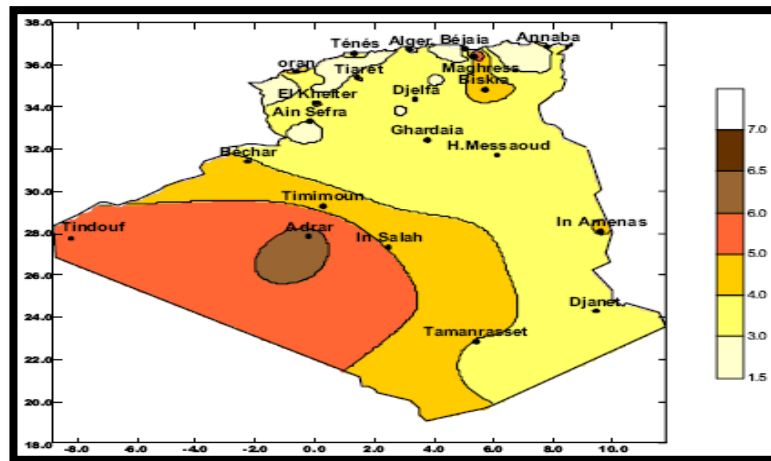 38.0
36.0
34.0
32.0
30.0
28.0
26.0
24.0
22.0
20.0
18.0
Ténés Alger Béjaia Annaba
oran Maghress
Tiaret Biskra
El Kheiter Djelfa
Ain Sefra
Ghardaia
Béchar H.Messaoud
Timimoun
Tindouf Adrar In Salah In Amenas
Djanet
Tamanrasset
-8.0 -6.0 -4.0 -2.0 0.0 2.0 4.0 6.0 8.0 10.0
7.0
6.5
6.0
5.0
4.0
3.0
1.5